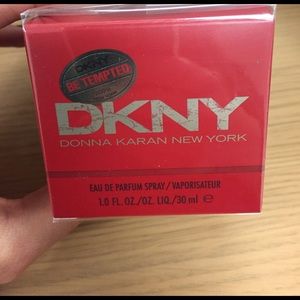 DKNY
BE TEMPTED
DKNY
DONNA KARAN NEW YORK
EAU DE PARFUM SPRAY / VAPORISATEUR
1.0 FL. OZ./OZ. LIQ./30 ml e